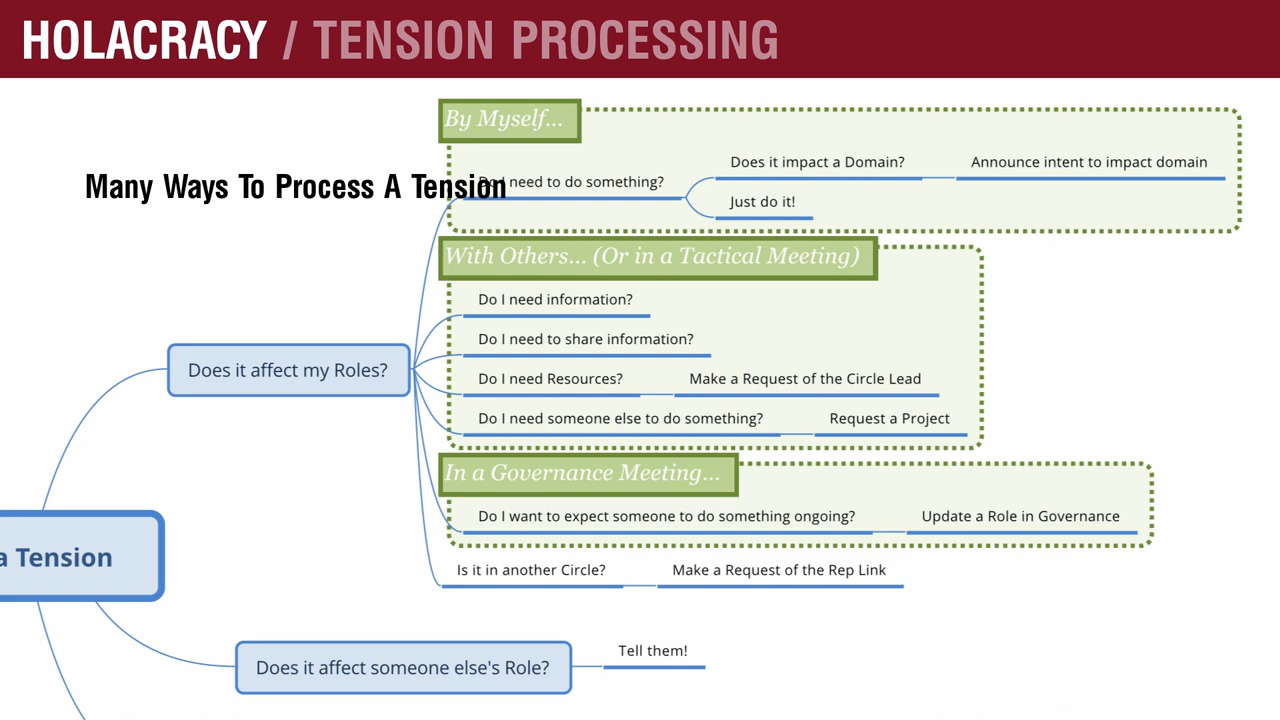 HOLACRACY / TENSION PROCESSING
By Myself...
Many Ways To Process A Tension
Do I need to do something?
Does it impact a Domain?
Announce intent to impact domain
Just do it!
With Others... (Or in a Tactical Meeting)
Do I need information?
Do I need to share information?
Do I need Resources?
Make a Request of the Circle Lead
Do I need someone else to do something?
Request a Project
Does it affect my Roles?
In a Governance Meeting...
Do I want to expect someone to do something ongoing?
Update a Role in Governance
Is it in another Circle?
Make a Request of the Rep Link
a Tension
Does it affect someone else's Role?
Tell them!